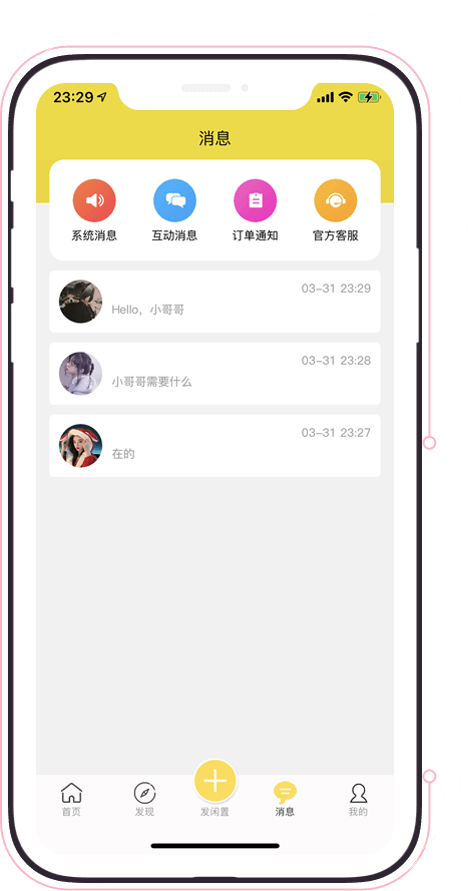 23:29
消息
系统消息 互动消息 订单通知 官方客服
03-31 23:29
Hello，小哥哥
03-31 23:28
小哥哥需要什么
03-31 23:27
在的
首页 发现 发闲置 消息 我的